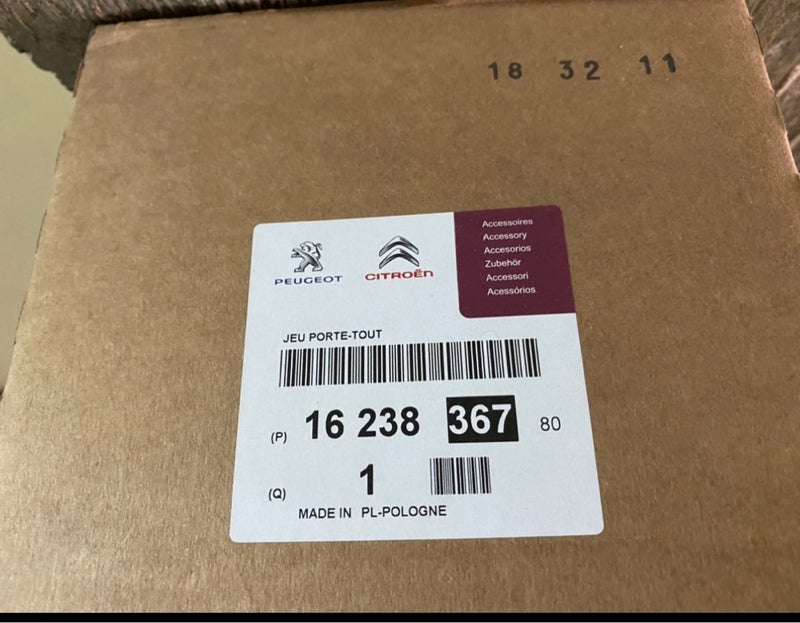 18 32 11
PEUGEOT
CITROËN
Accessoires
Accessory
Accesorios
Zubehör
Accessori
Acessórios
JEU PORTE-TOUT
(P) 16 238 367 80
(Q) 1
MADE IN PL-POLOGNE